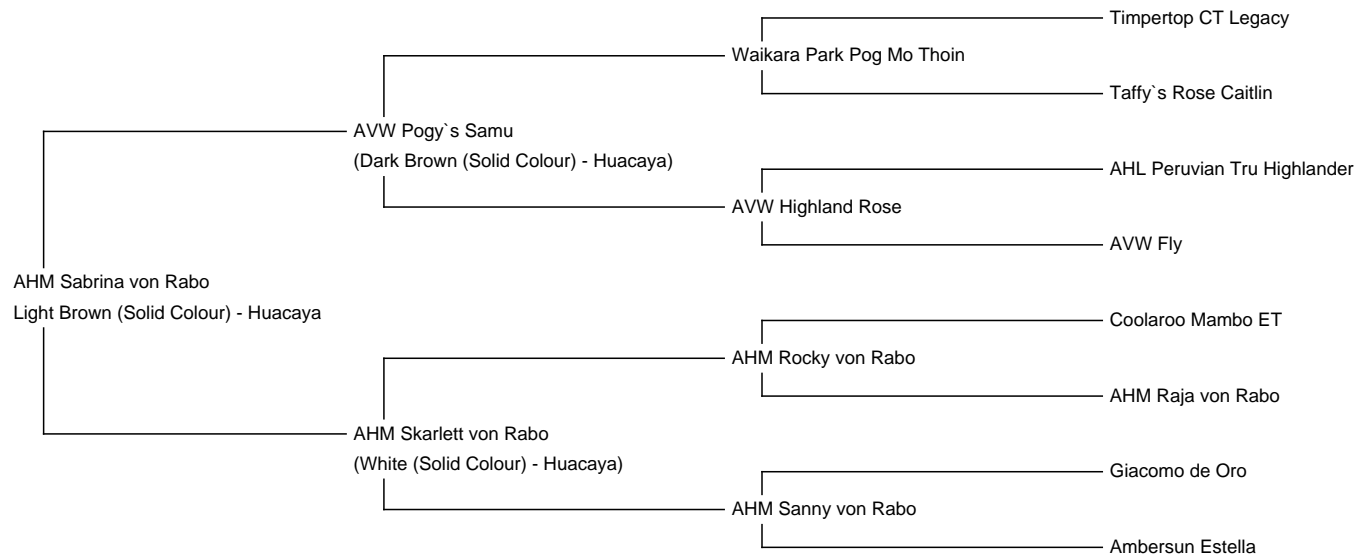 Timpertop CT Legacy
Waikara Park Pog Mo Thoin
Taffy`s Rose Caitlin
AVW Pogy`s Samu
(Dark Brown (Solid Colour) - Huacaya)
AHL Peruvian Tru Highlander
AVW Highland Rose
AVW Fly
AHM Sabrina von Rabo
Light Brown (Solid Colour) - Huacaya
Coolaroo Mambo ET
AHM Rocky von Rabo
AHM Raja von Rabo
AHM Skarlett von Rabo
(White (Solid Colour) - Huacaya)
Giacomo de Oro
AHM Sanny von Rabo
Ambersun Estella